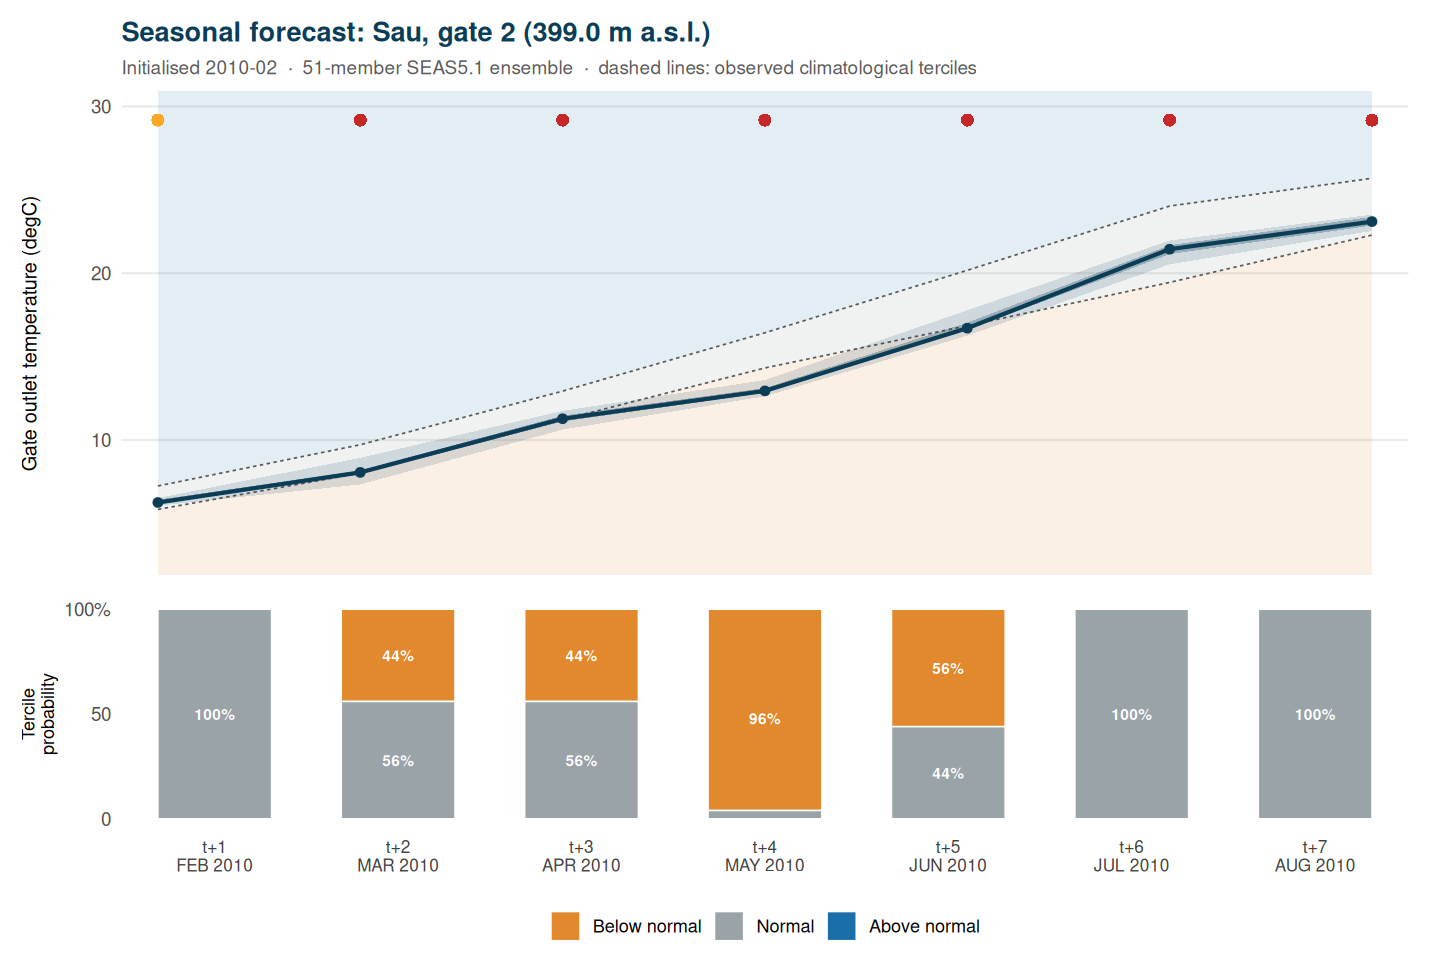 Seasonal forecast: Sau, gate 2 (399.0 m a.s.l.)
Initialised 2010-02 · 51-member SEAS5.1 ensemble · dashed lines: observed climatological terciles
Gate outlet temperature (degC)
30
20
10
Tercile
probability
100%
50
0
100%
44%
56%
44%
56%
96%
56%
44%
100%
100%
t+1
FEB 2010
t+2
MAR 2010
t+3
APR 2010
t+4
MAY 2010
t+5
JUN 2010
t+6
JUL 2010
t+7
AUG 2010
Below normal
Normal
Above normal